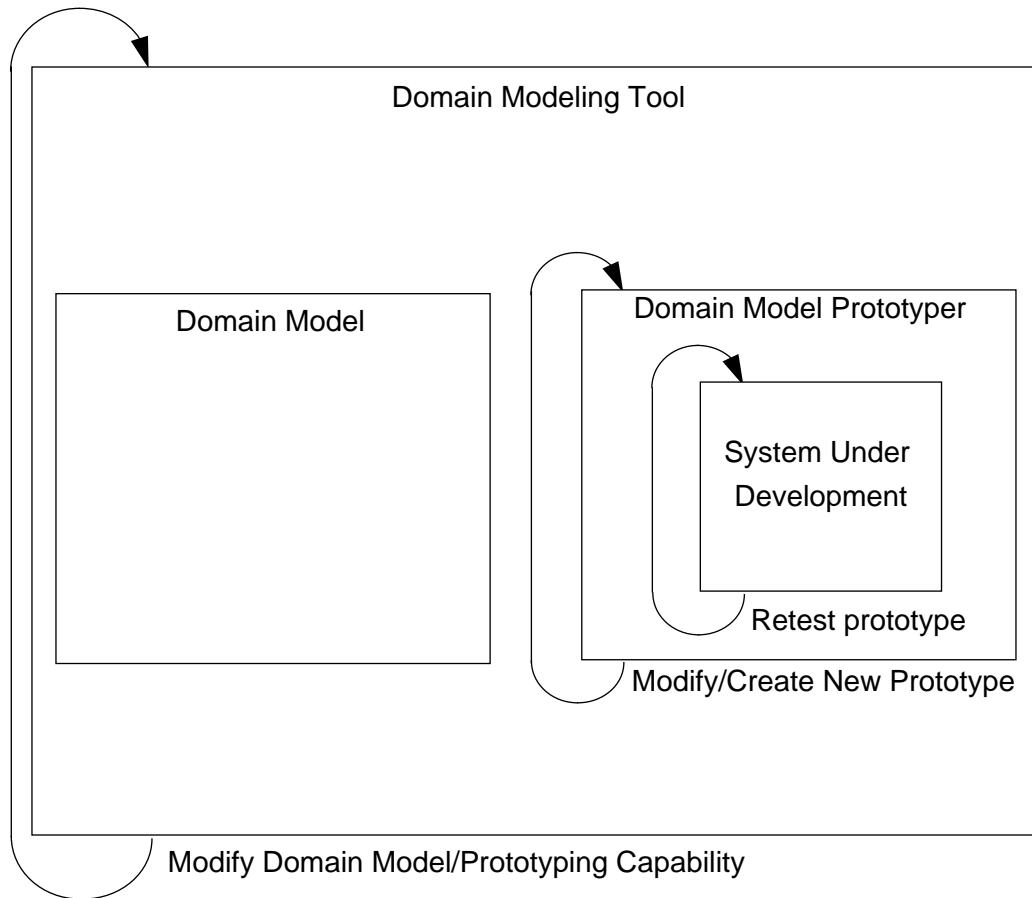 Domain Modeling Tool
Domain Model
Domain Model Prototyper
System Under
Development
Retest prototype
Modify/Create New Prototype
Modify Domain Model/Prototyping Capability